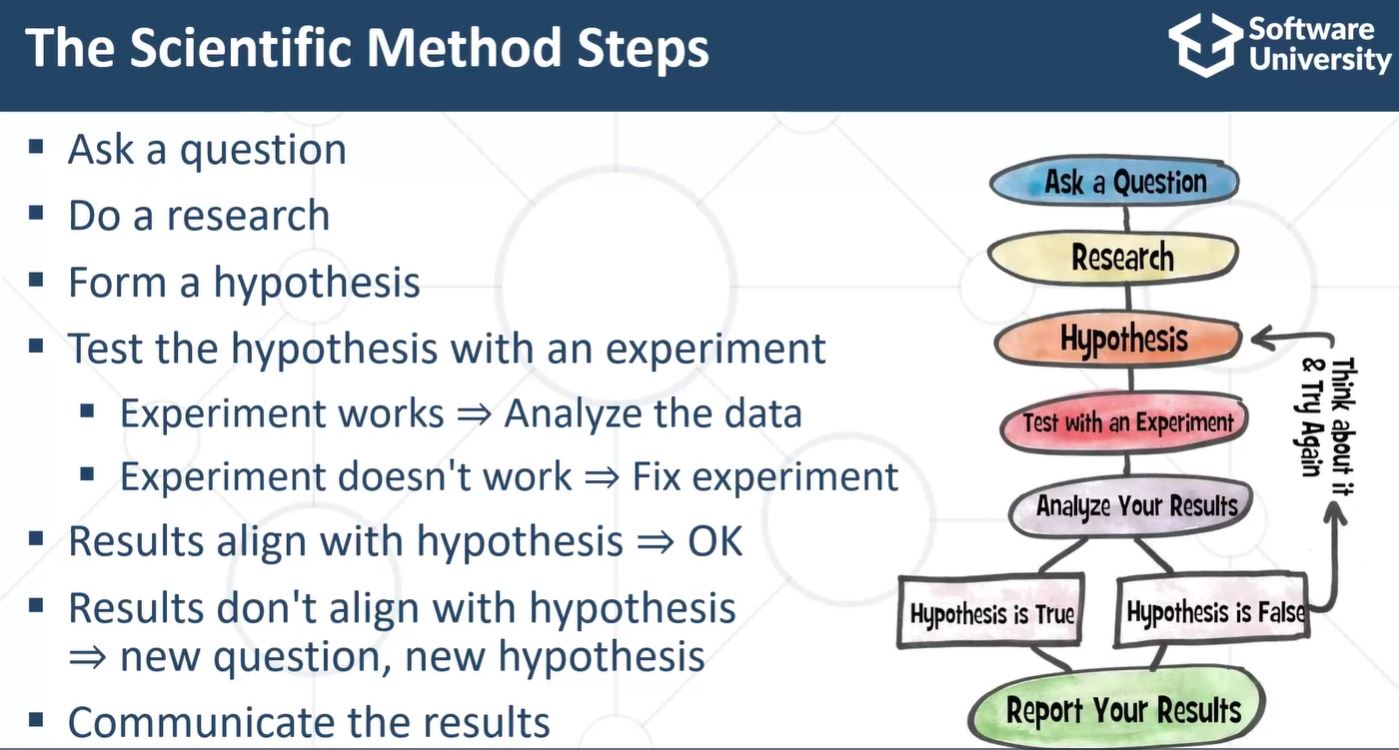 The Scientific Method Steps
Software
University
Ask a question
Do a research
Form a hypothesis
Test the hypothesis with an experiment
Experiment works ⇒ Analyze the data
Experiment doesn't work ⇒ Fix experiment
Results align with hypothesis ⇒ OK
Results don't align with hypothesis
⇒ new question, new hypothesis
Communicate the results
Ask a Question
Research
Hypothesis
Test with an Experiment
Analyze Your Results
Hypothesis is True
Hypothesis is False
Think about it
& Try Again
Report Your Results